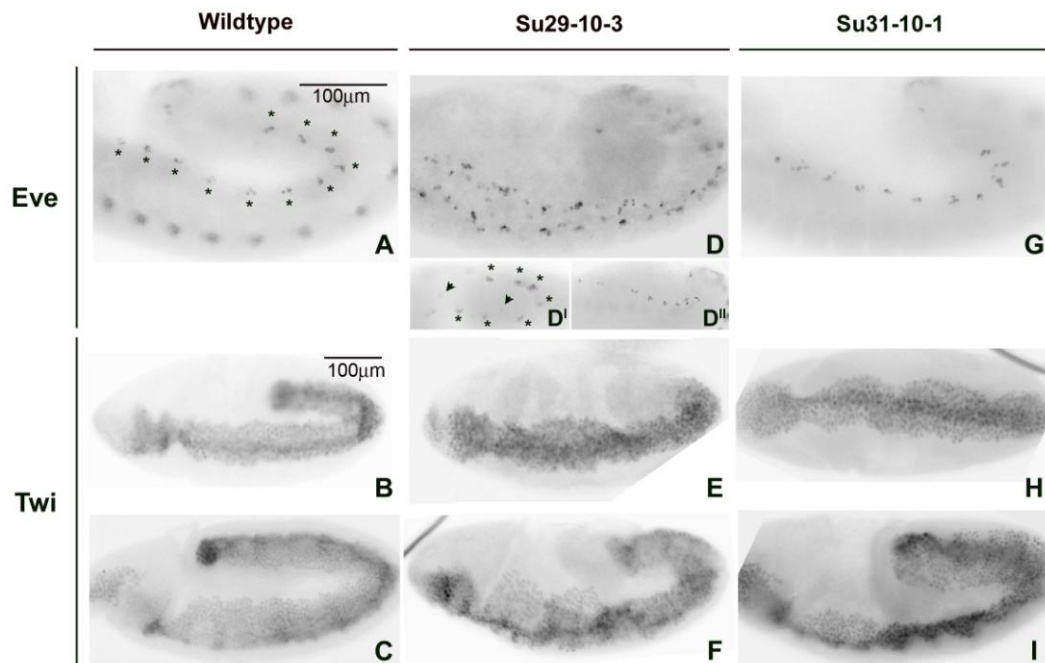 Wildtype
Su29-10-3
Su31-10-1
Eve
100μm
* * * * * * * * * * * *
A
D
G
* * * * * * * *
D^I
D^II
Twi
100μm
B
E
H
C
F
I